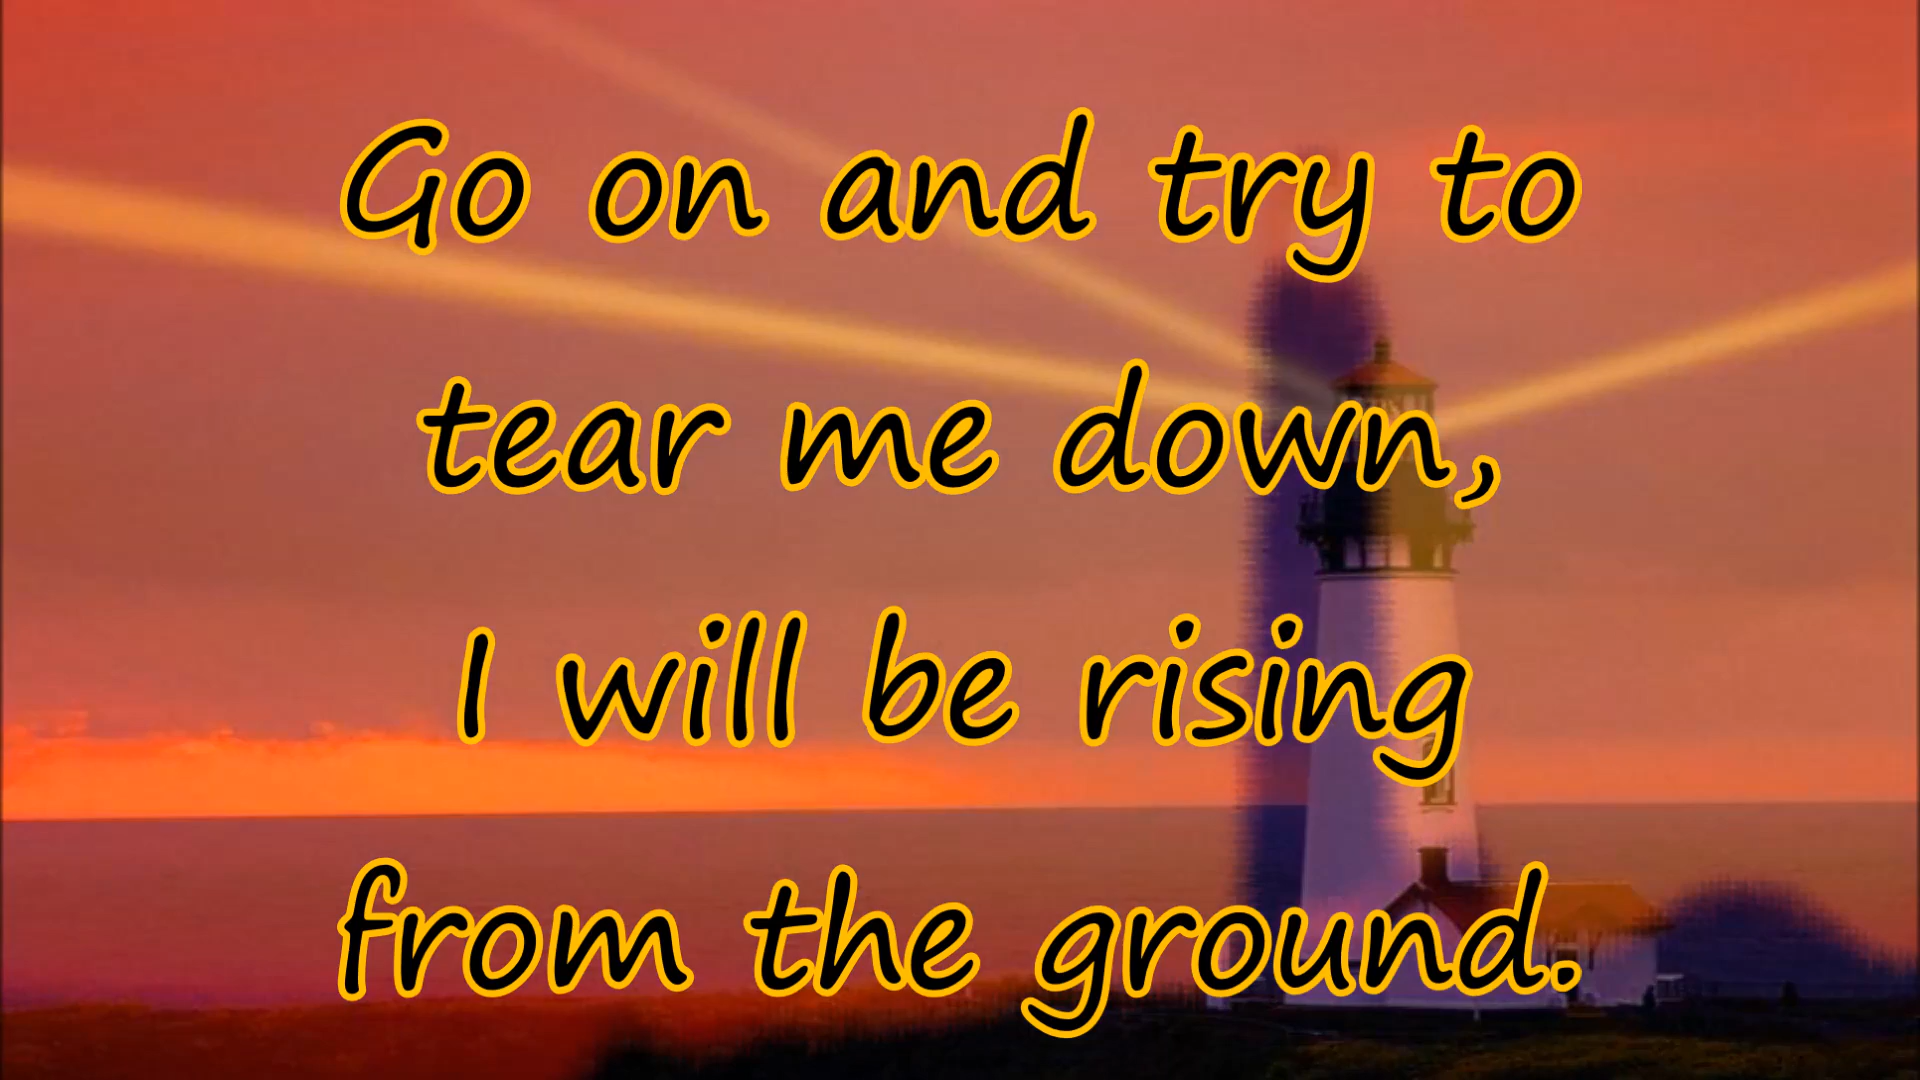 Go on and try to
tear me down,
I will be rising
from the ground.